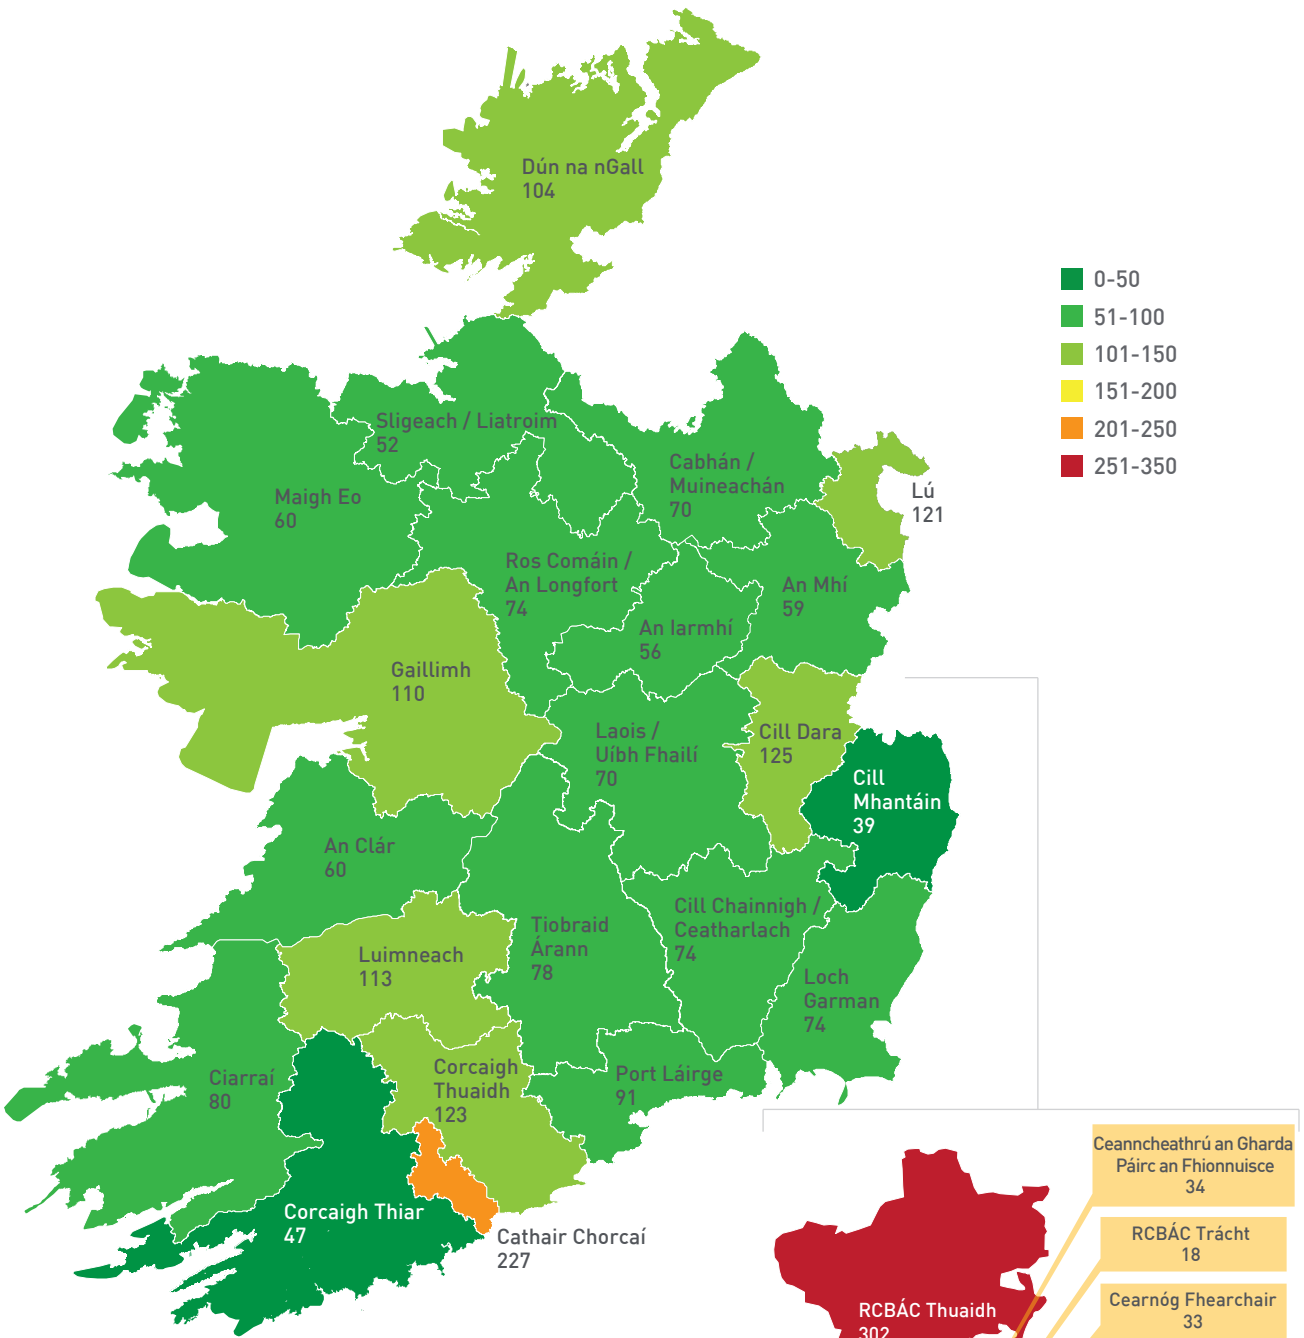 Dún na nGall
104
0-50
51-100
101-150
151-200
201-250
251-350
Sligeach / Liatroim
52
Cabhán /
Muineachán
70
Lú
121
Maigh Eo
60
Ros Comáin /
An Longfort
74
An Mhí
59
An Iarmhí
56
Gaillimh
110
Laois /
Uíbh Fhailí
70
Cill Dara
125
Cill
Mhantáin
39
An Clár
60
Cill Chainnigh /
Ceatharlach
74
Tiobraid
Árann
78
Luimneach
113
Loch
Garman
74
Ciarraí
80
Corcaigh
Thuaidh
123
Port Láirge
91
Corcaigh Thiar
47
Cathair Chorcaí
227
Ceanncheathrú an Gharda
Páirc an Fhionnuisce
34
RCBÁC Trácht
18
Cearnóg Fhearchair
33
RCBÁC Thuaidh
302